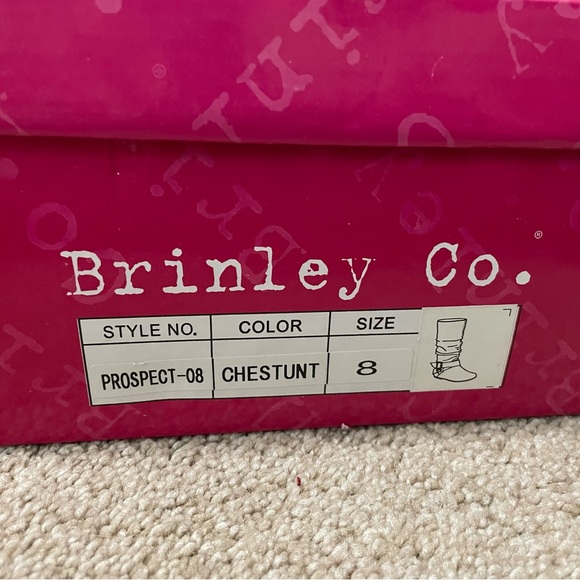 Brinley Co.®
STYLE NO. COLOR SIZE
PROSPECT-08 CHESTUNT 8